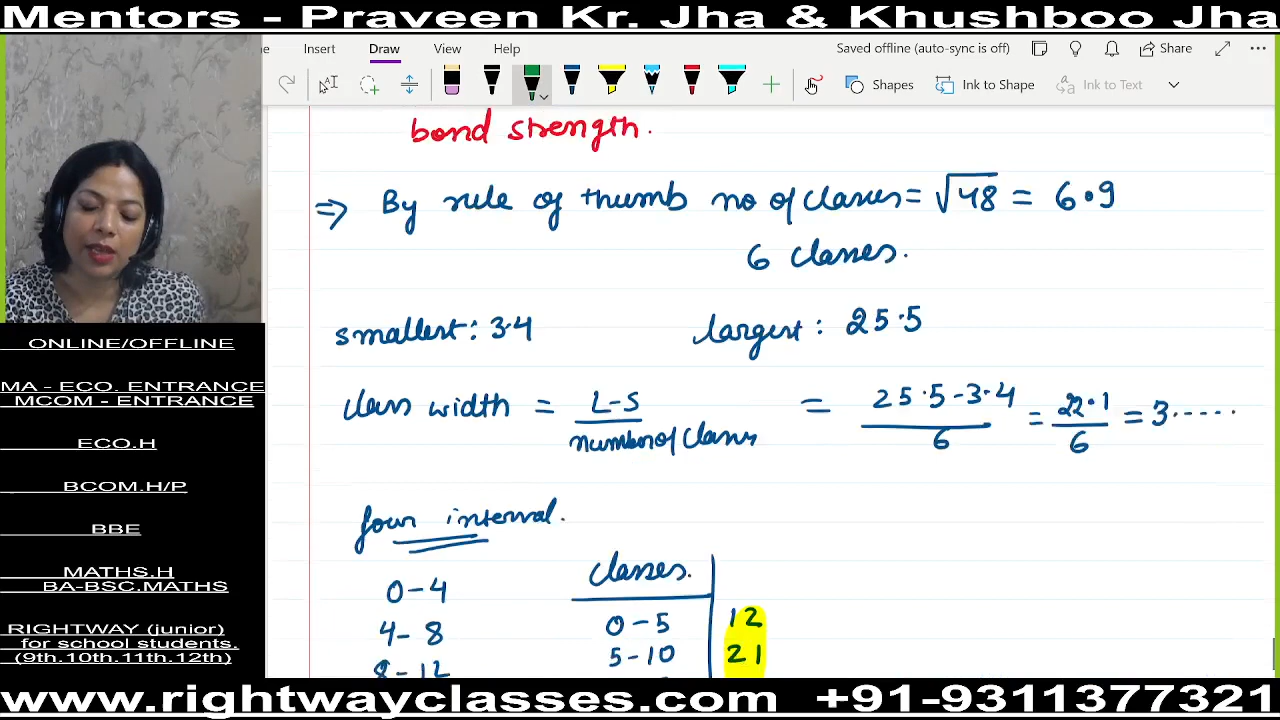 Mentors - Praveen Kr. Jha & Khushboo Jha
Insert Draw View Help Saved offline (auto-sync is off) Share
Shapes Ink to Shape Ink to Text
bond strength.
⇒ By rule of thumb no of classes = √48 = 6.9
6 classes.
smallest: 3.4 largest: 25.5
class width = L-S / number of classes = 25.5-3.4 / 6 = 22.1 / 6 = 3.....
four interval.
classes.
0-4
0-5 12
4-8
5-10 21
8-12
ONLINE/OFFLINE
MA - ECO. ENTRANCE
MCOM - ENTRANCE
ECO.H
BCOM.H/P
BBE
MATHS.H
BA-BSC.MATHS
RIGHTWAY (junior)
for school students.
(9th.10th.11th.12th)
www.rightwayclasses.com +91-9311377321